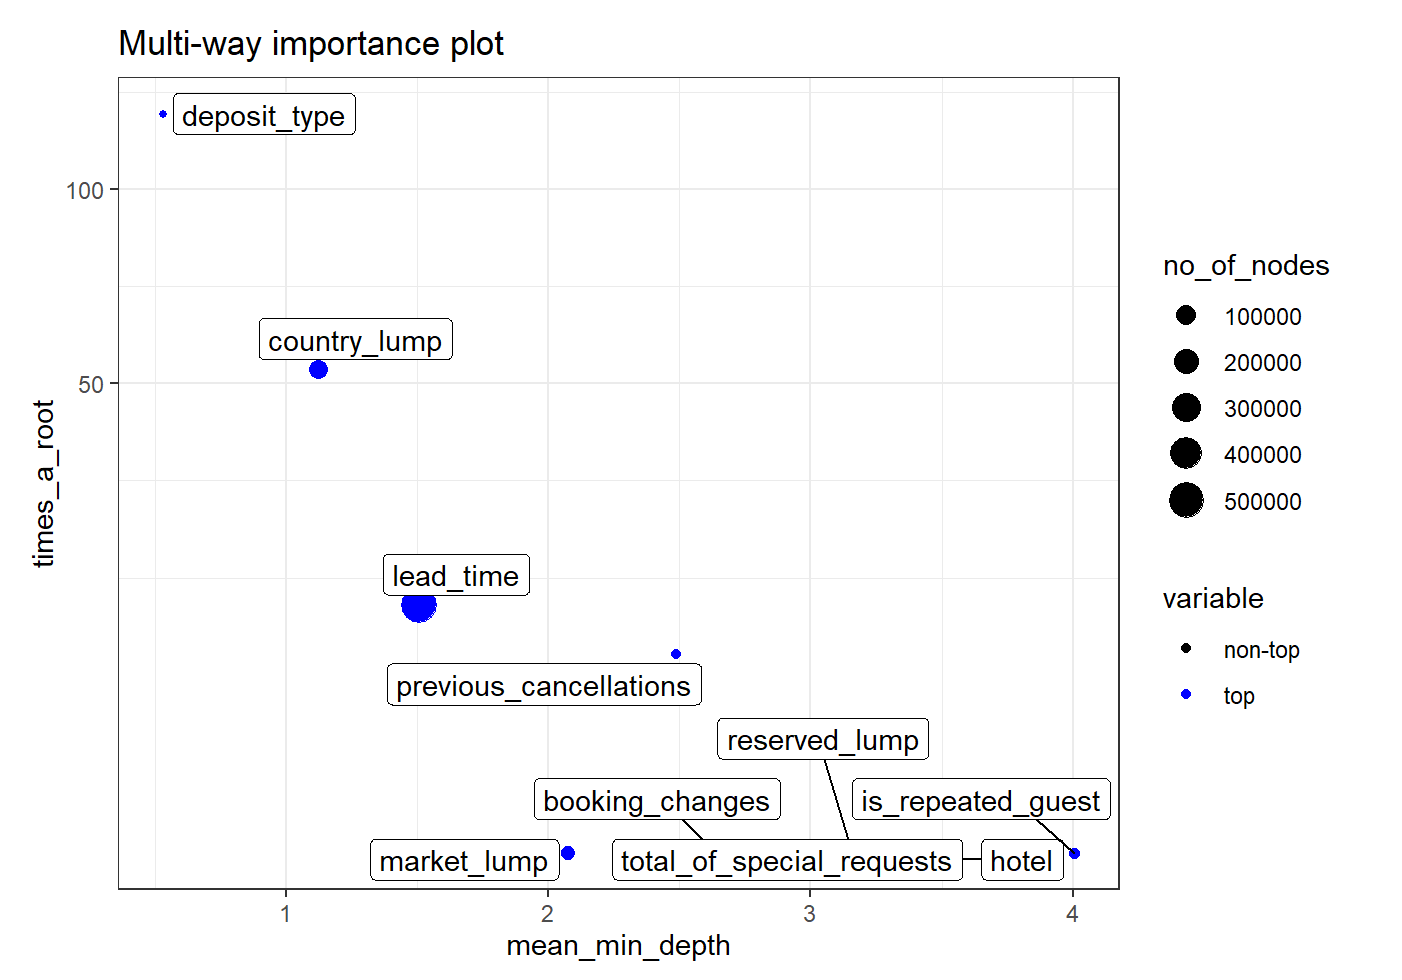 Multi-way importance plot
deposit_type
100
country_lump
50
times_a_root
lead_time
previous_cancellations
reserved_lump
booking_changes
is_repeated_guest
market_lump
total_of_special_requests
hotel
1
2
3
4
mean_min_depth
no_of_nodes
100000
200000
300000
400000
500000
variable
non-top
top